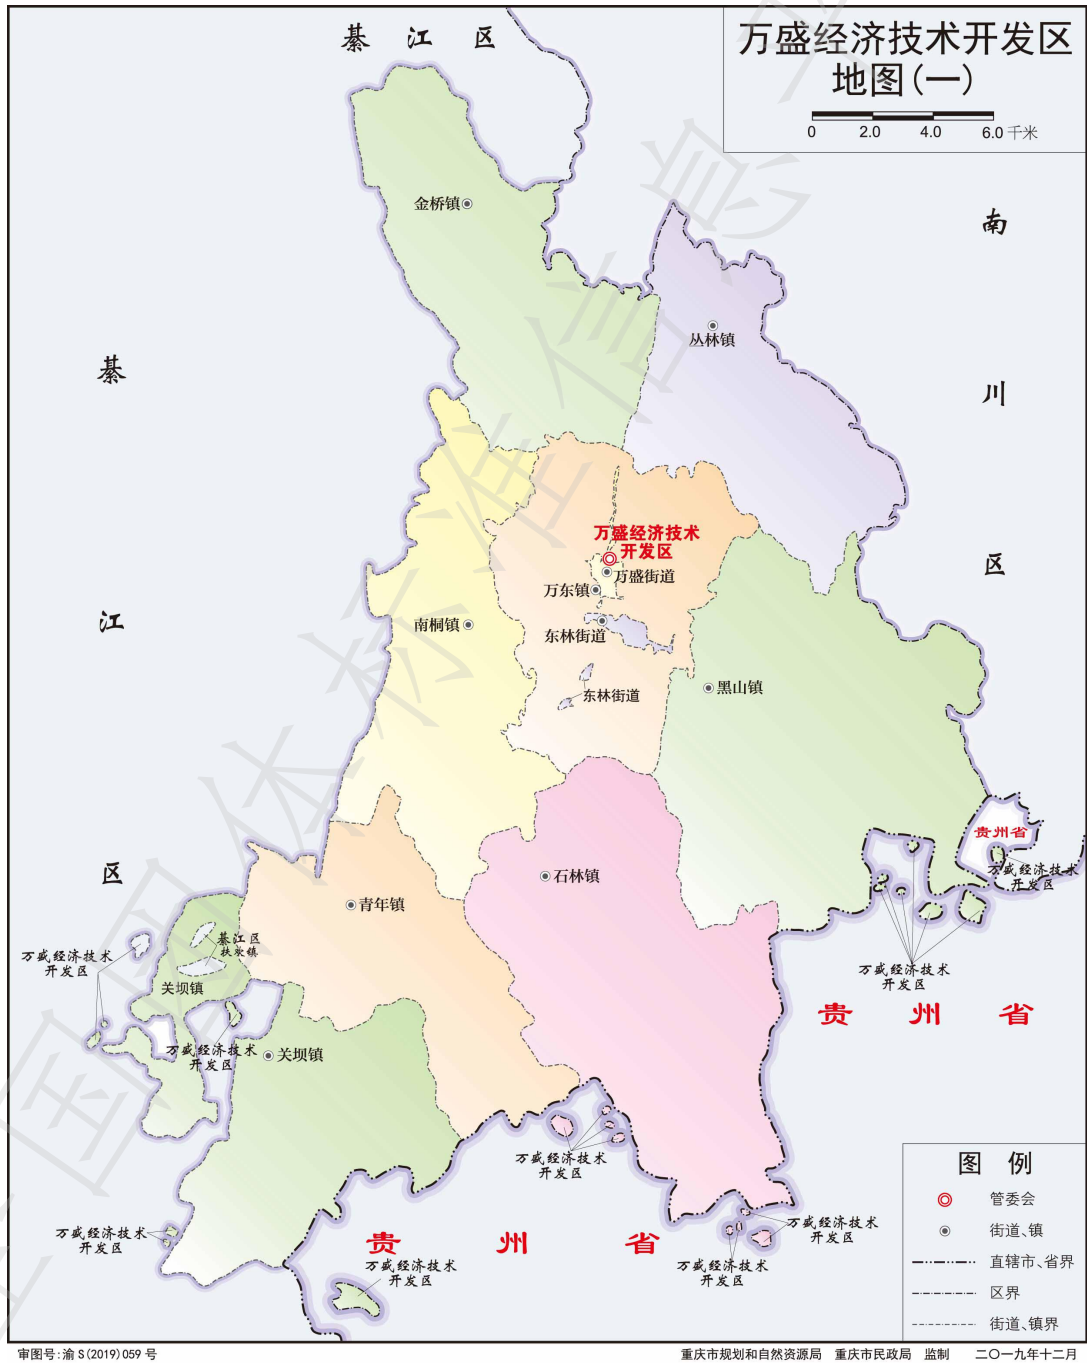 万盛经济技术开发区
地图(一)
0 2.0 4.0 6.0 千米
綦江区
南川区
綦江区
金桥镇
丛林镇
万盛经济技术
开发区
万盛街道
万东镇
东林街道
南桐镇
东林街道
黑山镇
贵州省
万盛经济技术
开发区
石林镇
青年镇
綦江区
扶欢镇
万盛经济技术
开发区
关坝镇
万盛经济技术
开发区
贵州省
万盛经济技术
开发区
关坝镇
万盛经济技术
开发区
万盛经济技术
开发区
万盛经济技术
开发区
贵州省
万盛经济技术
开发区
万盛经济技术
开发区
图例
管委会
街道、镇
直辖市、省界
区界
街道、镇界
审图号:渝S(2019)059号
重庆市规划和自然资源局 重庆市民政局 监制 二〇一九年十二月